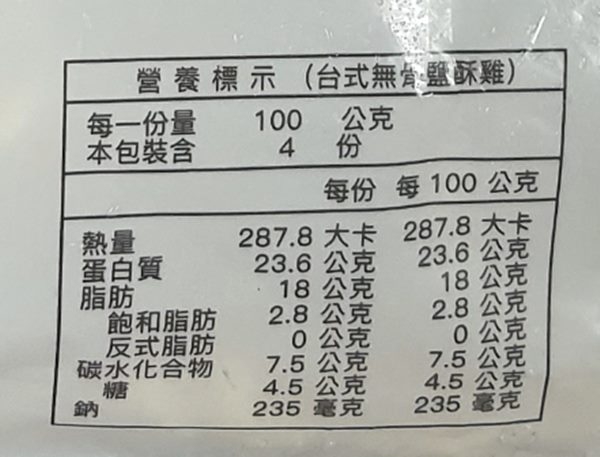 營養標示（台式無骨鹽酥雞）
每一份量 100 公克
本包裝含 4 份
每份 每100公克
熱量 287.8 大卡 287.8 大卡
蛋白質 23.6 公克 23.6 公克
脂肪 18 公克 18 公克
飽和脂肪 2.8 公克 2.8 公克
反式脂肪 0 公克 0 公克
碳水化合物 7.5 公克 7.5 公克
糖 4.5 公克 4.5 公克
鈉 235 毫克 235 毫克